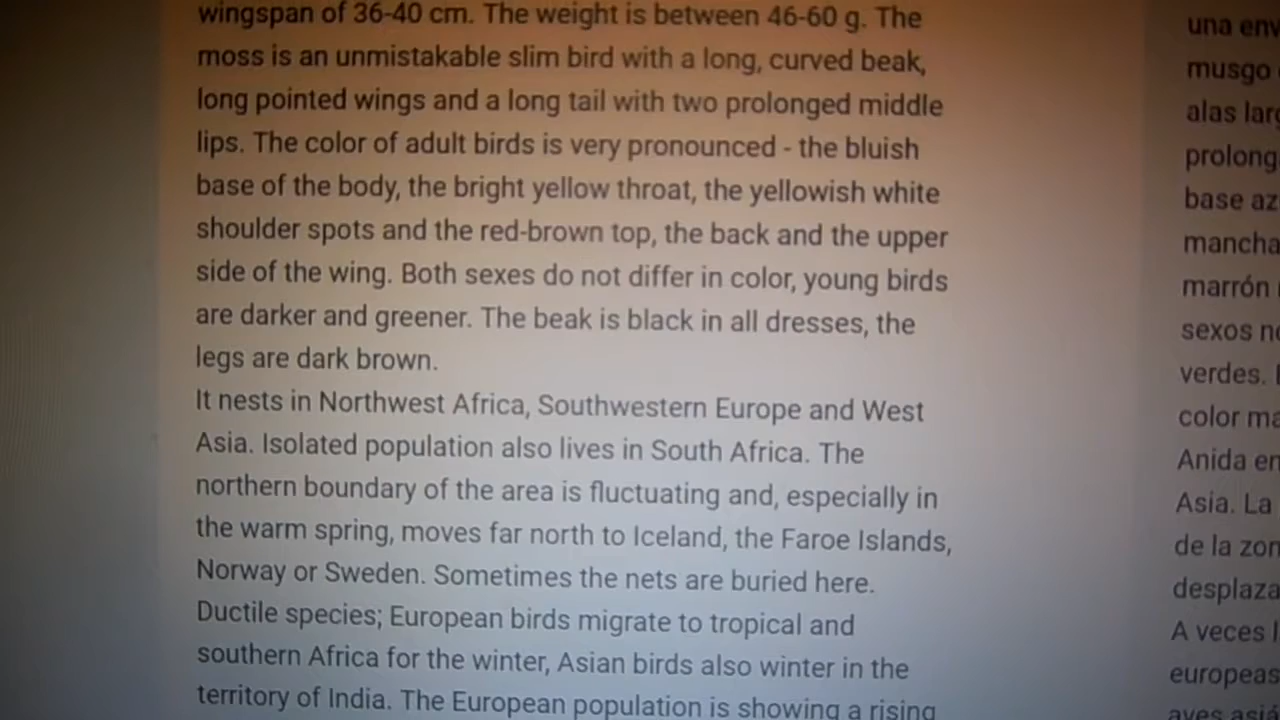 wingspan of 36-40 cm. The weight is between 46-60 g. The
moss is an unmistakable slim bird with a long, curved beak,
long pointed wings and a long tail with two prolonged middle
lips. The color of adult birds is very pronounced - the bluish
base of the body, the bright yellow throat, the yellowish white
shoulder spots and the red-brown top, the back and the upper
side of the wing. Both sexes do not differ in color, young birds
are darker and greener. The beak is black in all dresses, the
legs are dark brown.
It nests in Northwest Africa, Southwestern Europe and West
Asia. Isolated population also lives in South Africa. The
northern boundary of the area is fluctuating and, especially in
the warm spring, moves far north to Iceland, the Faroe Islands,
Norway or Sweden. Sometimes the nets are buried here.
Ductile species; European birds migrate to tropical and
southern Africa for the winter, Asian birds also winter in the
territory of India. The European population is showing a rising
una
musgo
alas
prolong
base
mancha
marrón
sexos
verdes.
color
Anida
Asia. La
de la
desplaza
A veces
europeas
aves